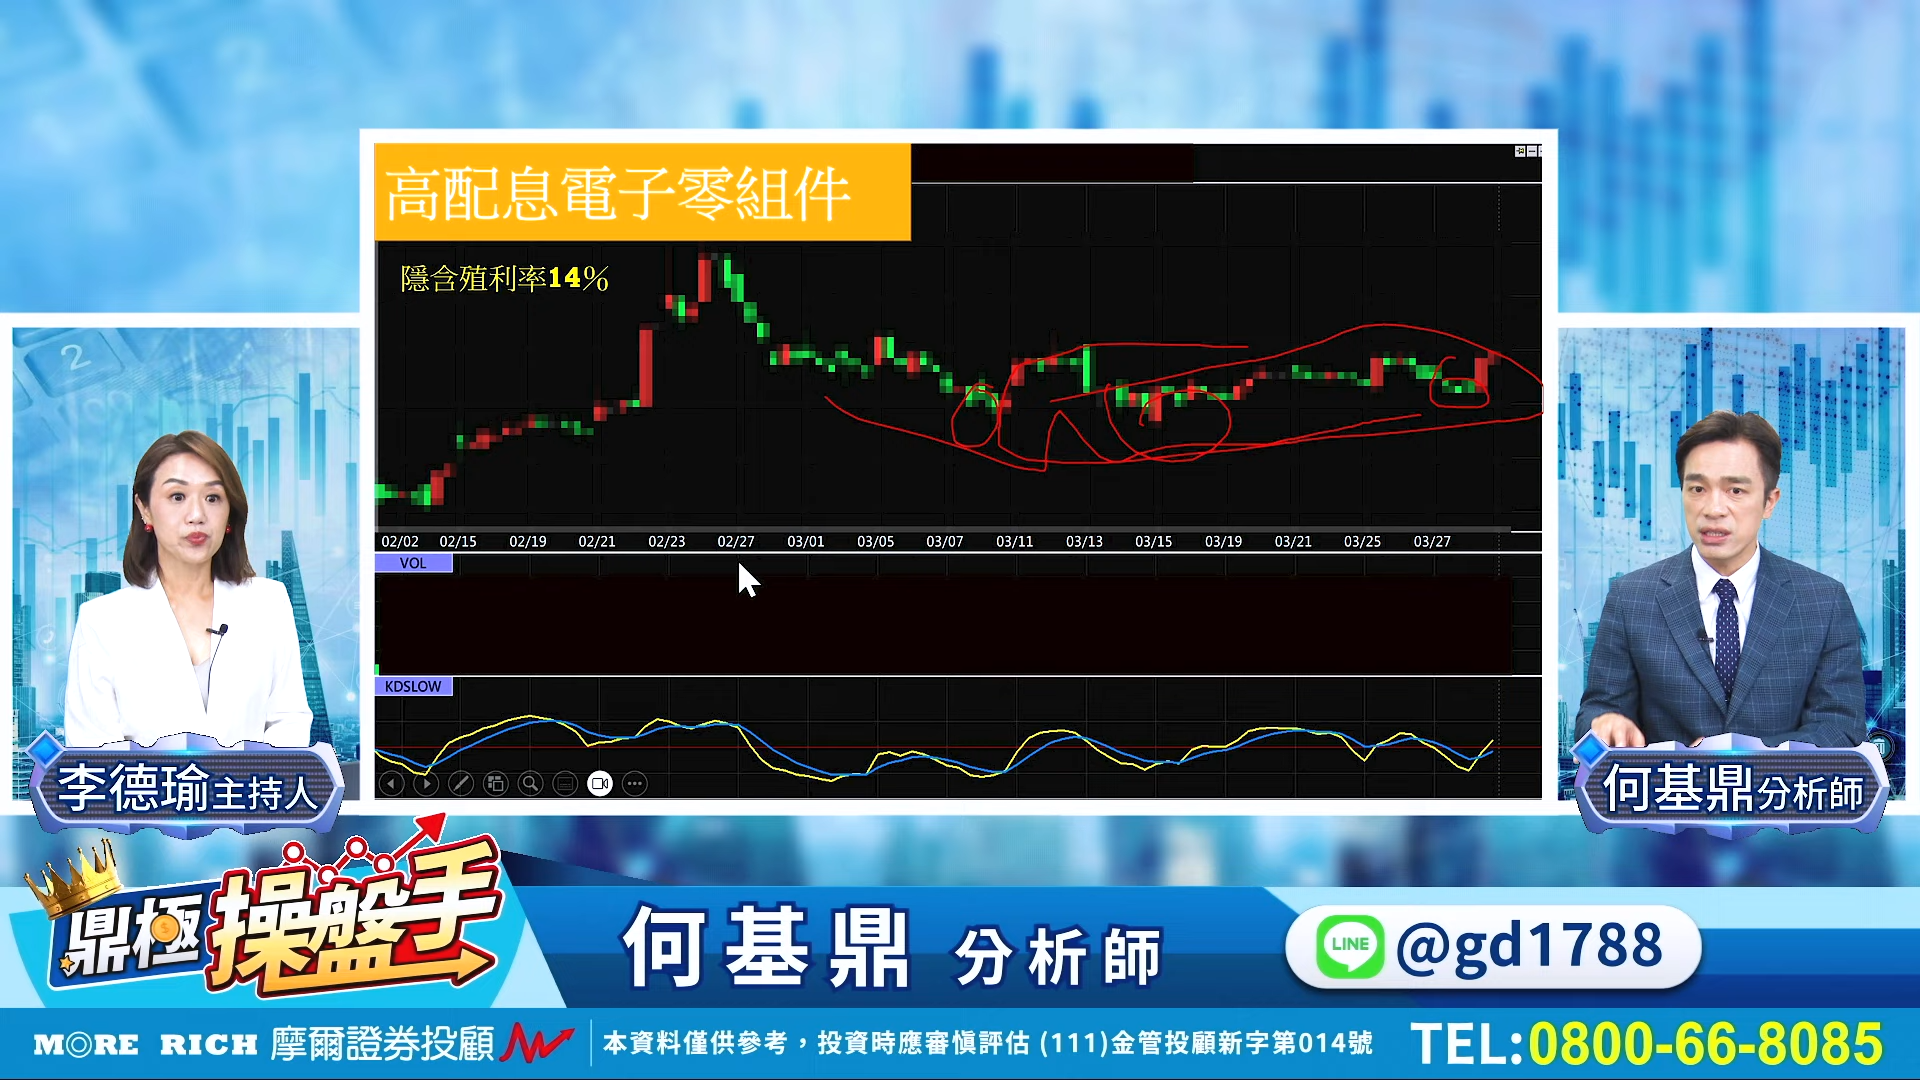 高配息電子零組件
隱含殖利率14%
02/02 02/15 02/19 02/21 02/23 02/27 03/01 03/05 03/07 03/11 03/13 03/15 03/19 03/21 03/25 03/27
VOL
KDSLOW
李德瑜主持人
何基鼎分析師
鼎極操盤手
何基鼎 分析師
LINE @gd1788
MORE RICH 摩爾證券投顧
本資料僅供參考，投資時應審慎評估 (111)金管投顧新字第014號
TEL:0800-66-8085
2